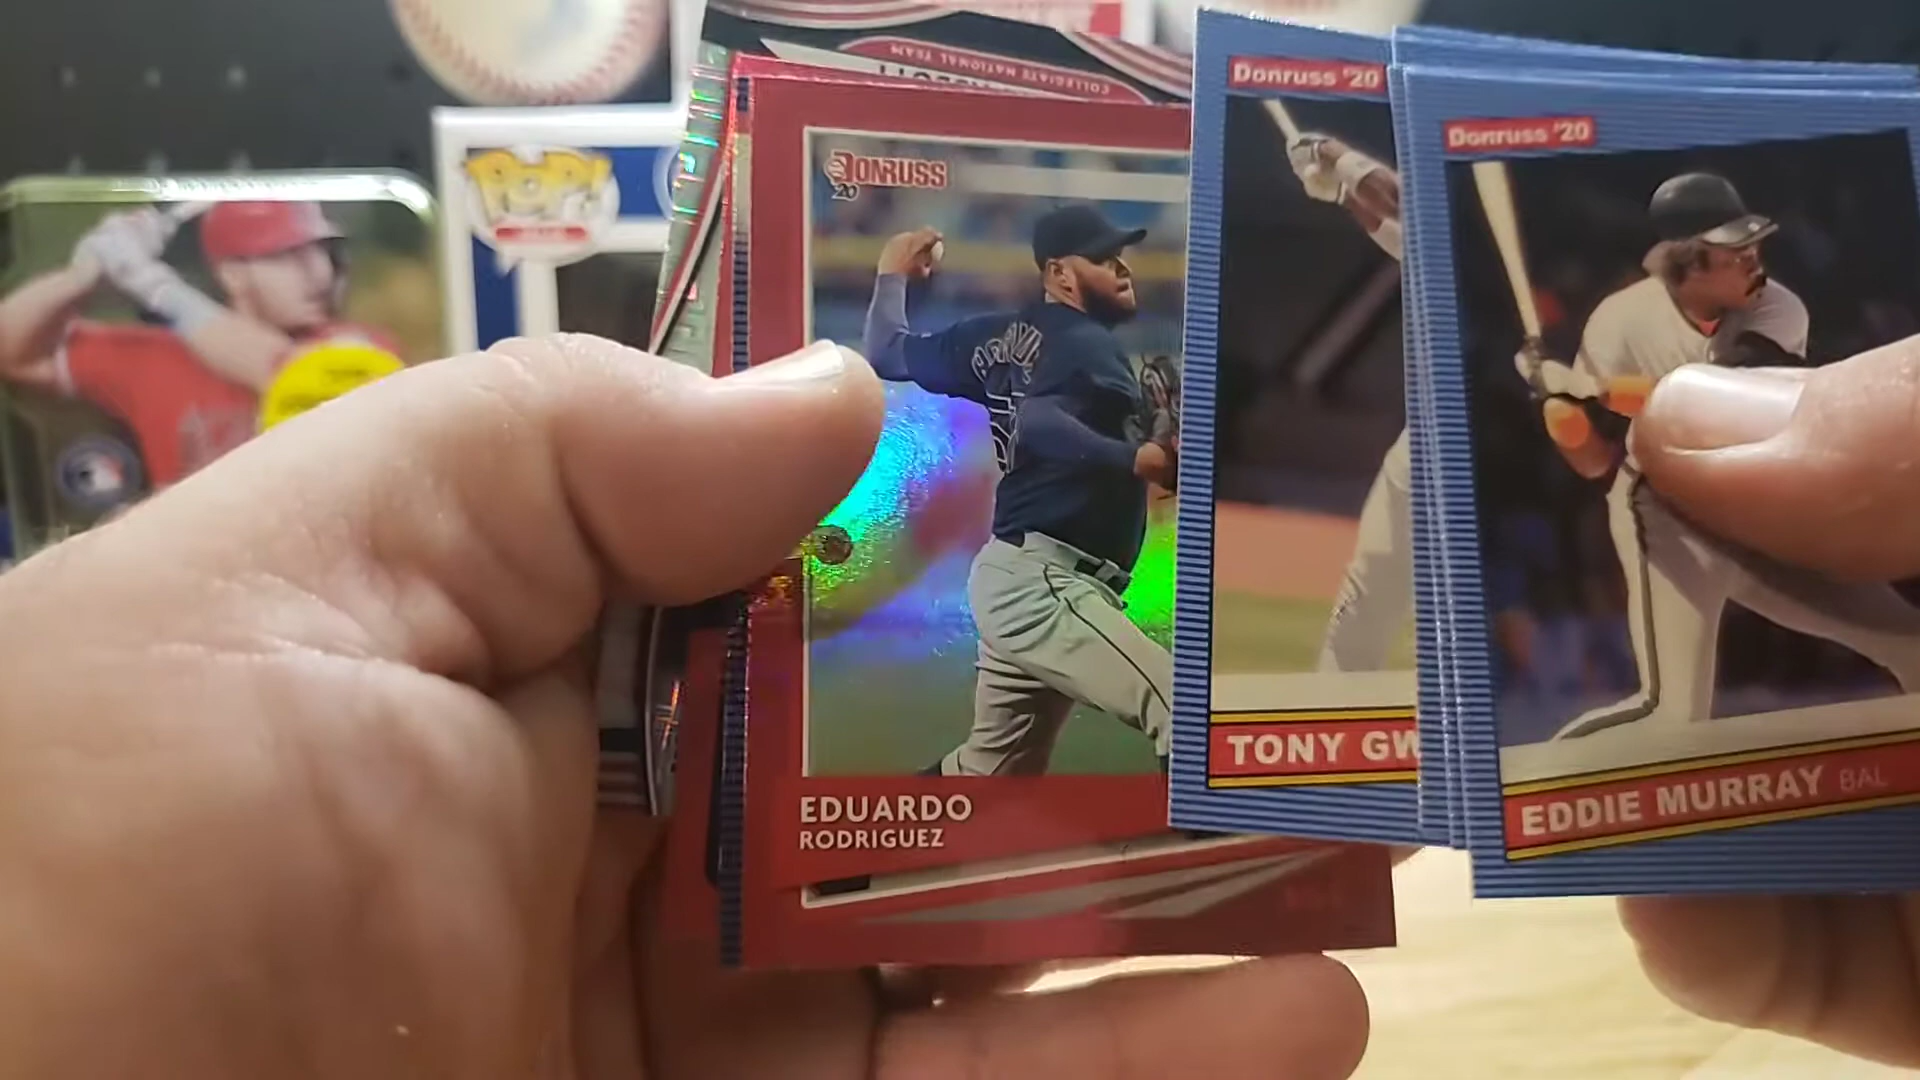 COLLEGIATE NATIONAL TEAM
POP!
DONRUSS
20
EDUARDO
RODRIGUEZ
Donruss '20
TONY GW
Donruss '20
EDDIE MURRAY BAL